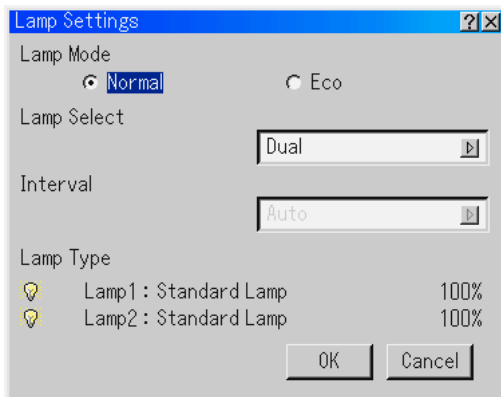 Lamp Settings
Lamp Mode
Normal Eco
Lamp Select
Dual
Interval
Auto
Lamp Type
Lamp1 : Standard Lamp 100%
Lamp2 : Standard Lamp 100%
OK Cancel